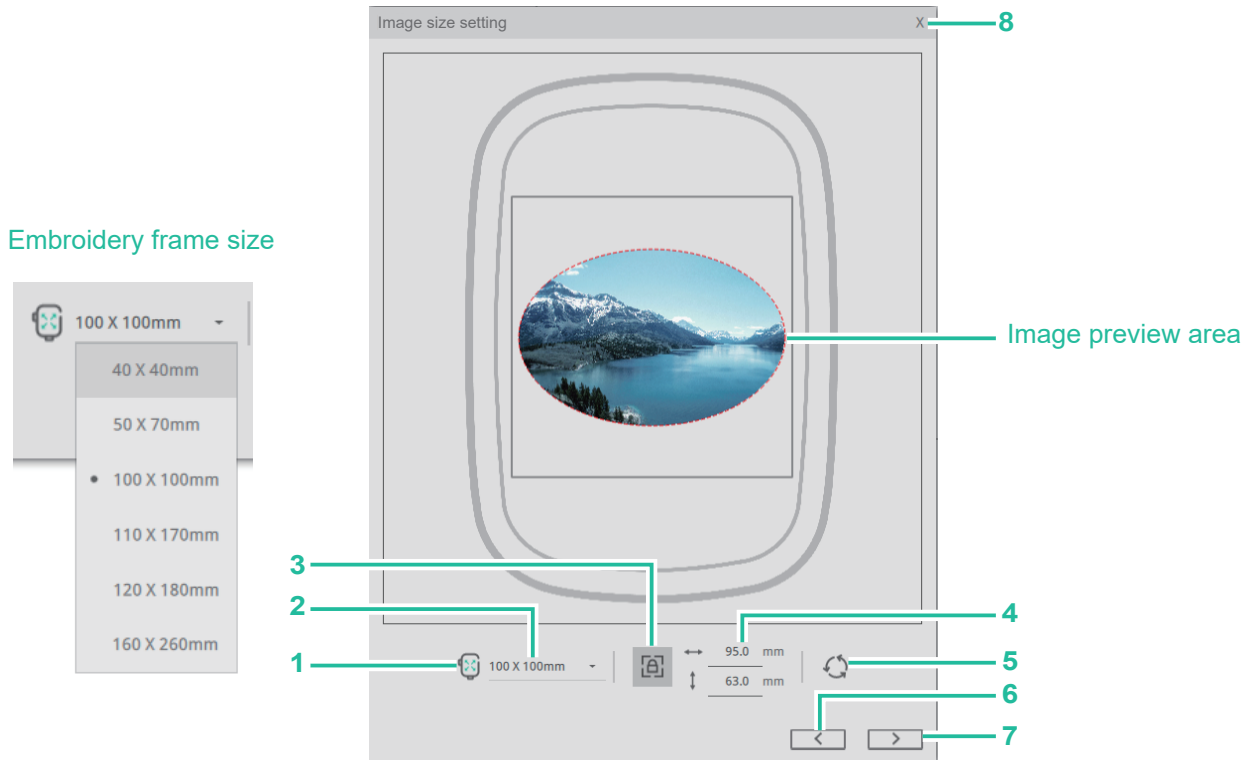 Image size setting
X
8
Embroidery frame size
100 X 100mm
40 X 40mm
50 X 70mm
100 X 100mm
110 X 170mm
120 X 180mm
160 X 260mm
Image preview area
3
2
1
100 X 100mm
95.0 mm
63.0 mm
4
5
6
7